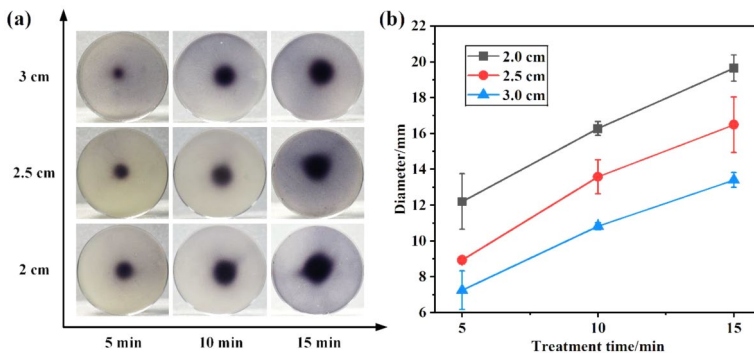 (a)
3 cm
2.5 cm
2 cm
5 min
10 min
15 min
(b)
Diameter/mm
22
20
18
16
14
12
10
8
6
2.0 cm
2.5 cm
3.0 cm
5
10
15
Treatment time/min